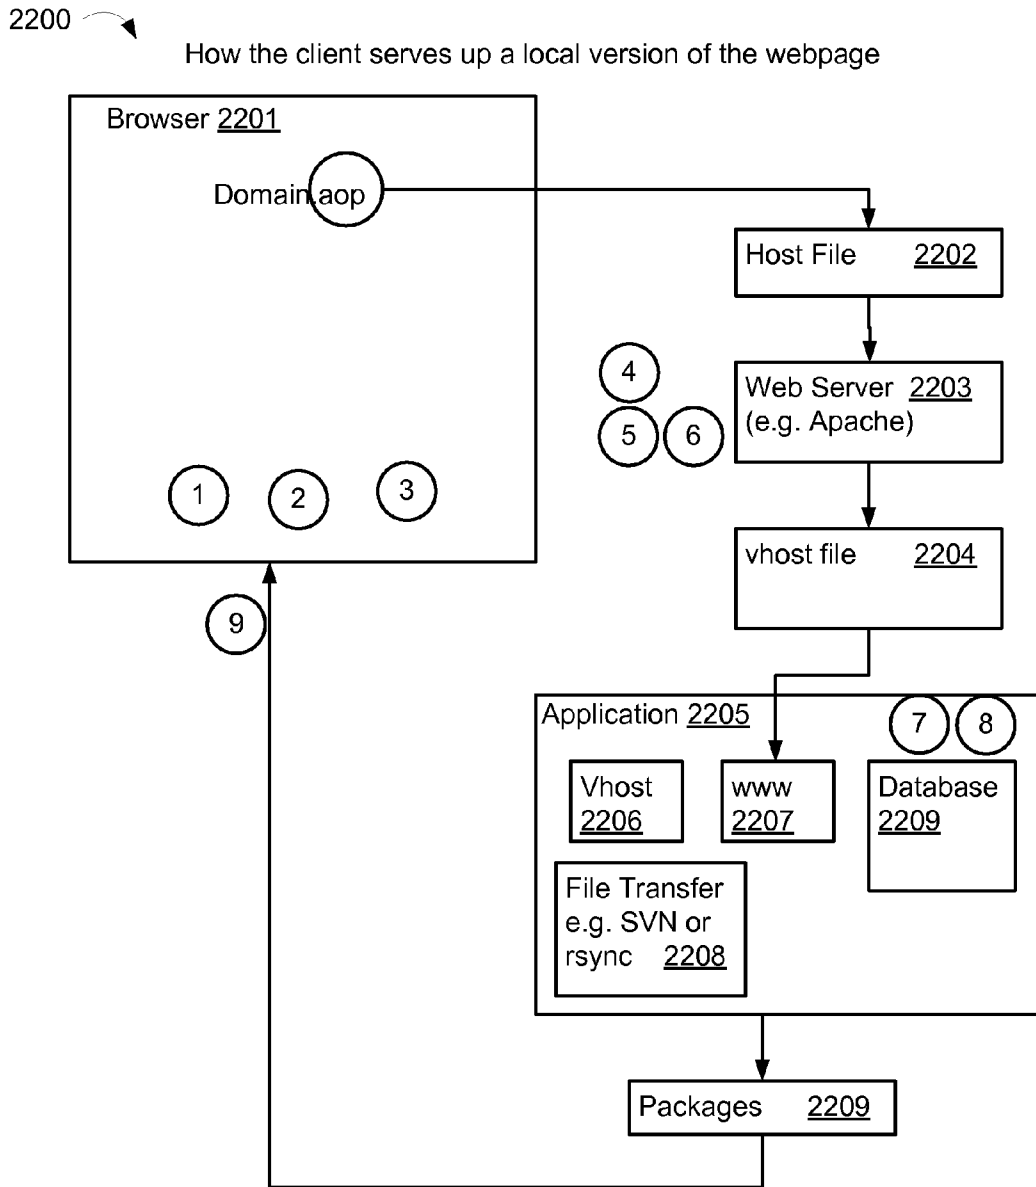 2200
How the client serves up a local version of the webpage
Browser 2201
Domain.aop
Host File 2202
4
Web Server 2203
(e.g. Apache)
5 6
1 2 3
vhost file 2204
9
Application 2205
7 8
Vhost
2206
www
2207
Database
2209
File Transfer
e.g. SVN or
rsync 2208
Packages 2209